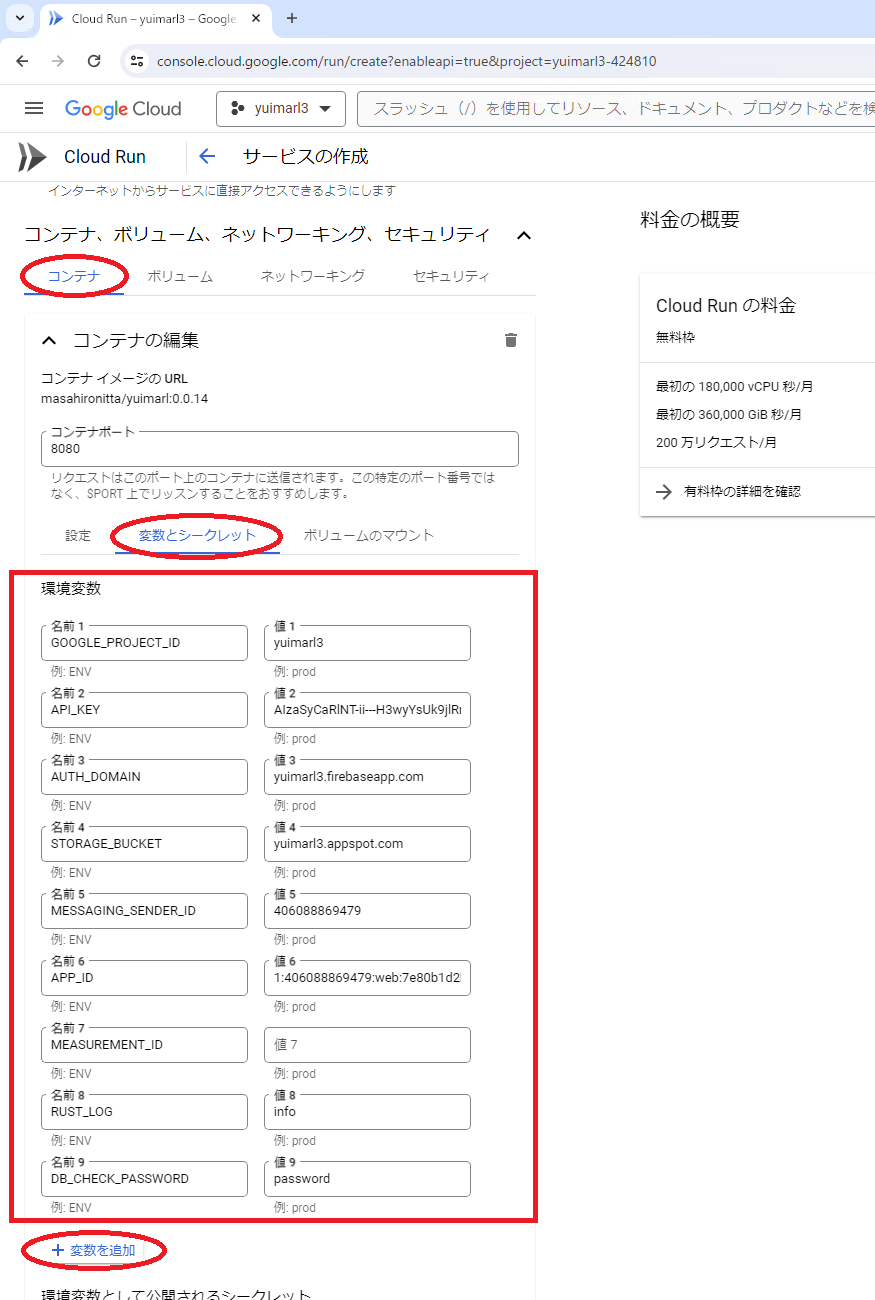 Cloud Run – yuimarl3 – Google
console.cloud.google.com/run/create?enableapi=true&project=yuimarl3-424810
Google Cloud
yuimarl3
スラッシュ（/）を使用してリソース、ドキュメント、プロダクトなどを検
Cloud Run
サービスの作成
インターネットからサービスに直接アクセスできるようにします
コンテナ、ボリューム、ネットワーキング、セキュリティ
コンテナ
ボリューム
ネットワーキング
セキュリティ
コンテナの編集
コンテナ イメージの URL
masahironitta/yuimarl:0.0.14
コンテナポート
8080
リクエストはこのポート上のコンテナに送信されます。この特定のポート番号では
なく、$PORT 上でリッスンすることをおすすめします。
設定
変数とシークレット
ボリュームのマウント
環境変数
名前 1
GOOGLE_PROJECT_ID
例: ENV
値 1
yuimarl3
例: prod
名前 2
API_KEY
例: ENV
値 2
例: prod
名前 3
AUTH_DOMAIN
例: ENV
値 3
yuimarl3.firebaseapp.com
例: prod
名前 4
STORAGE_BUCKET
例: ENV
値 4
yuimarl3.appspot.com
例: prod
名前 5
MESSAGING_SENDER_ID
例: ENV
値 5
406088869479
例: prod
名前 6
APP_ID
例: ENV
値 6
1:406088869479:web:7e80b1d2
例: prod
名前 7
MEASUREMENT_ID
例: ENV
値 7
例: prod
名前 8
RUST_LOG
例: ENV
値 8
info
例: prod
名前 9
DB_CHECK_PASSWORD
例: ENV
値 9
password
例: prod
変数を追加
環境変数として公開されるシークレット
料金の概要
Cloud Run の料金
無料枠
最初の 180,000 vCPU 秒/月
最初の 360,000 GiB 秒/月
200 万リクエスト/月
有料枠の詳細を確認